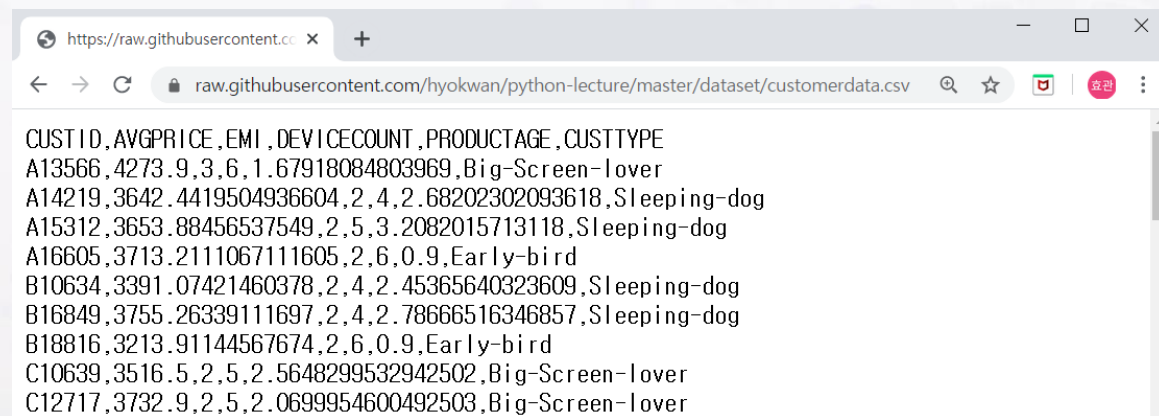 https://raw.githubusercontent.cc
raw.githubusercontent.com/hyokwan/python-lecture/master/dataset/customerdata.csv
효관
CUSTID,AVGPRICE,EMI,DEVICECOUNT,PRODUCTAGE,CUSTTYPE
A13566,4273.9,3,6,1.67918084803969,Big-Screen-lover
A14219,3642.4419504936604,2,4,2.68202302093618,Sleeping-dog
A15312,3653.88456537549,2,5,3.2082015713118,Sleeping-dog
A16605,3713.2111067111605,2,6,0.9,Early-bird
B10634,3391.07421460378,2,4,2.45365640323609,Sleeping-dog
B16849,3755.26339111697,2,4,2.78666516346857,Sleeping-dog
B18816,3213.91144567674,2,6,0.9,Early-bird
C10639,3516.5,2,5,2.5648299532942502,Big-Screen-lover
C12717,3732.9,2,5,2.0699954600492503,Big-Screen-lover